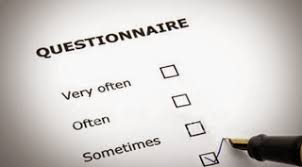 QUESTIONNAIRE
Very often
Often
Sometimes